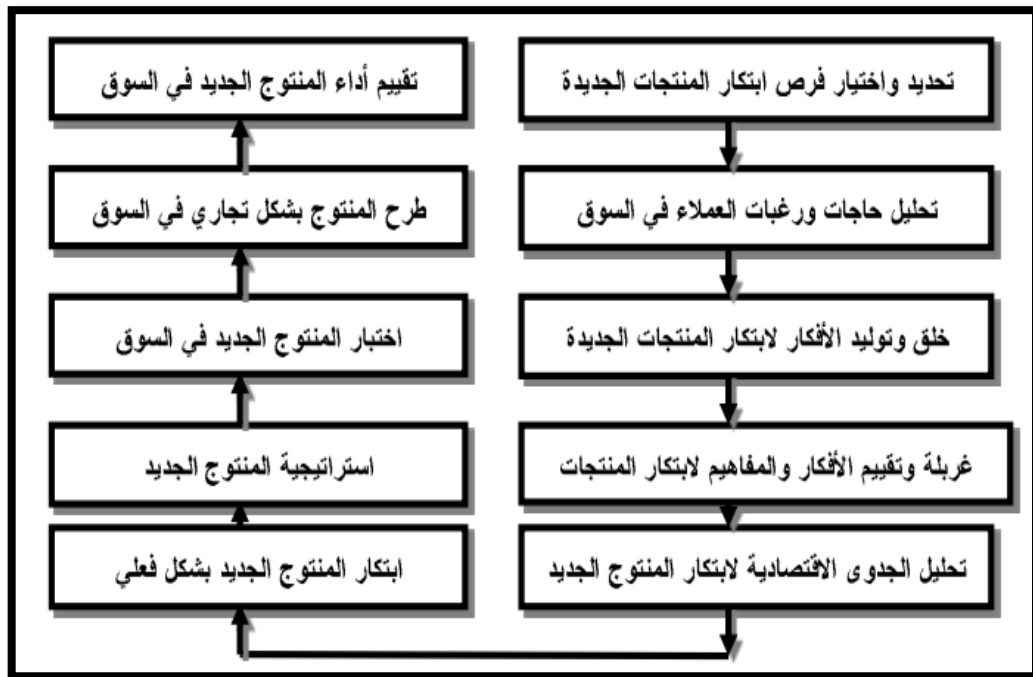 تحديد واختيار فرص ابتكار المنتجات الجديدة
تحليل حاجات ورغبات العملاء في السوق
خلق وتوليد الأفكار لابتكار المنتجات الجديدة
غربلة وتقييم الأفكار والمفاهيم لابتكار المنتجات
تحليل الجدوى الاقتصادية لابتكار المنتوج الجديد
ابتكار المنتوج الجديد بشكل فعلي
استراتيجية المنتوج الجديد
اختبار المنتوج الجديد في السوق
طرح المنتوج بشكل تجاري في السوق
تقييم أداء المنتوج الجديد في السوق